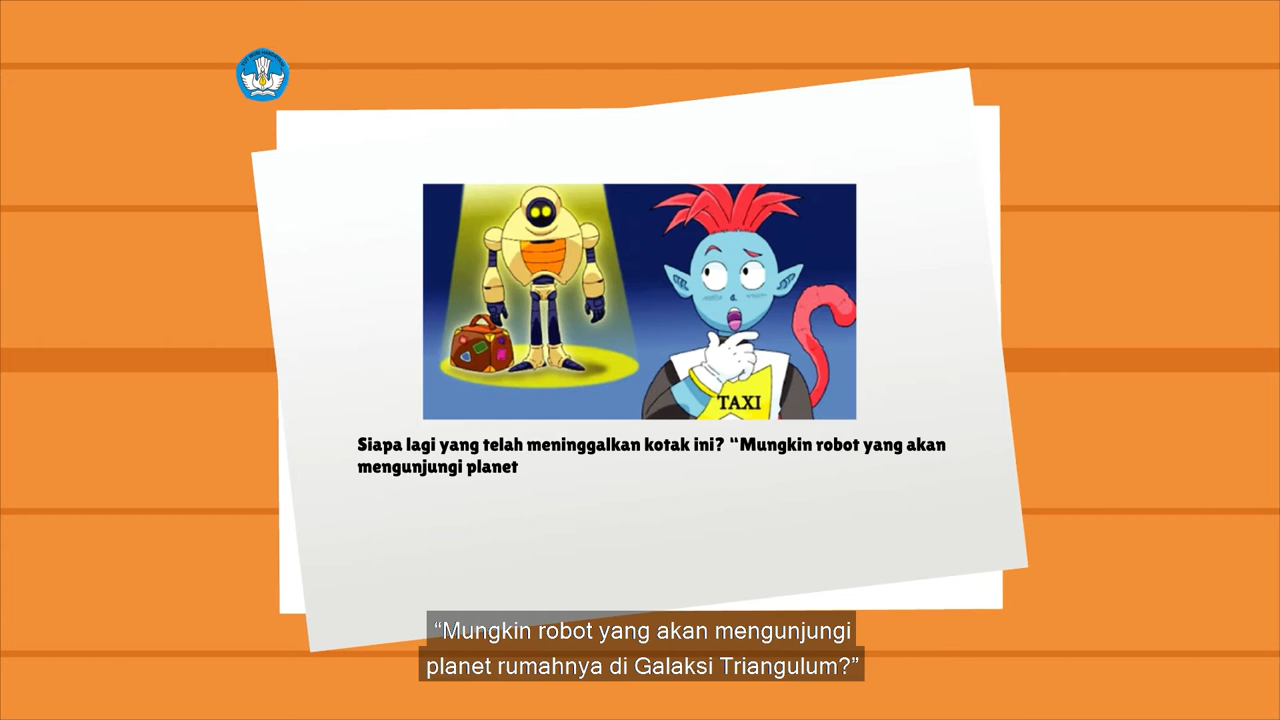 TAXI
Siapa lagi yang telah meninggalkan kotak ini? “Mungkin robot yang akan
mengunjungi planet
“Mungkin robot yang akan mengunjungi
planet rumahnya di Galaksi Triangulum?”